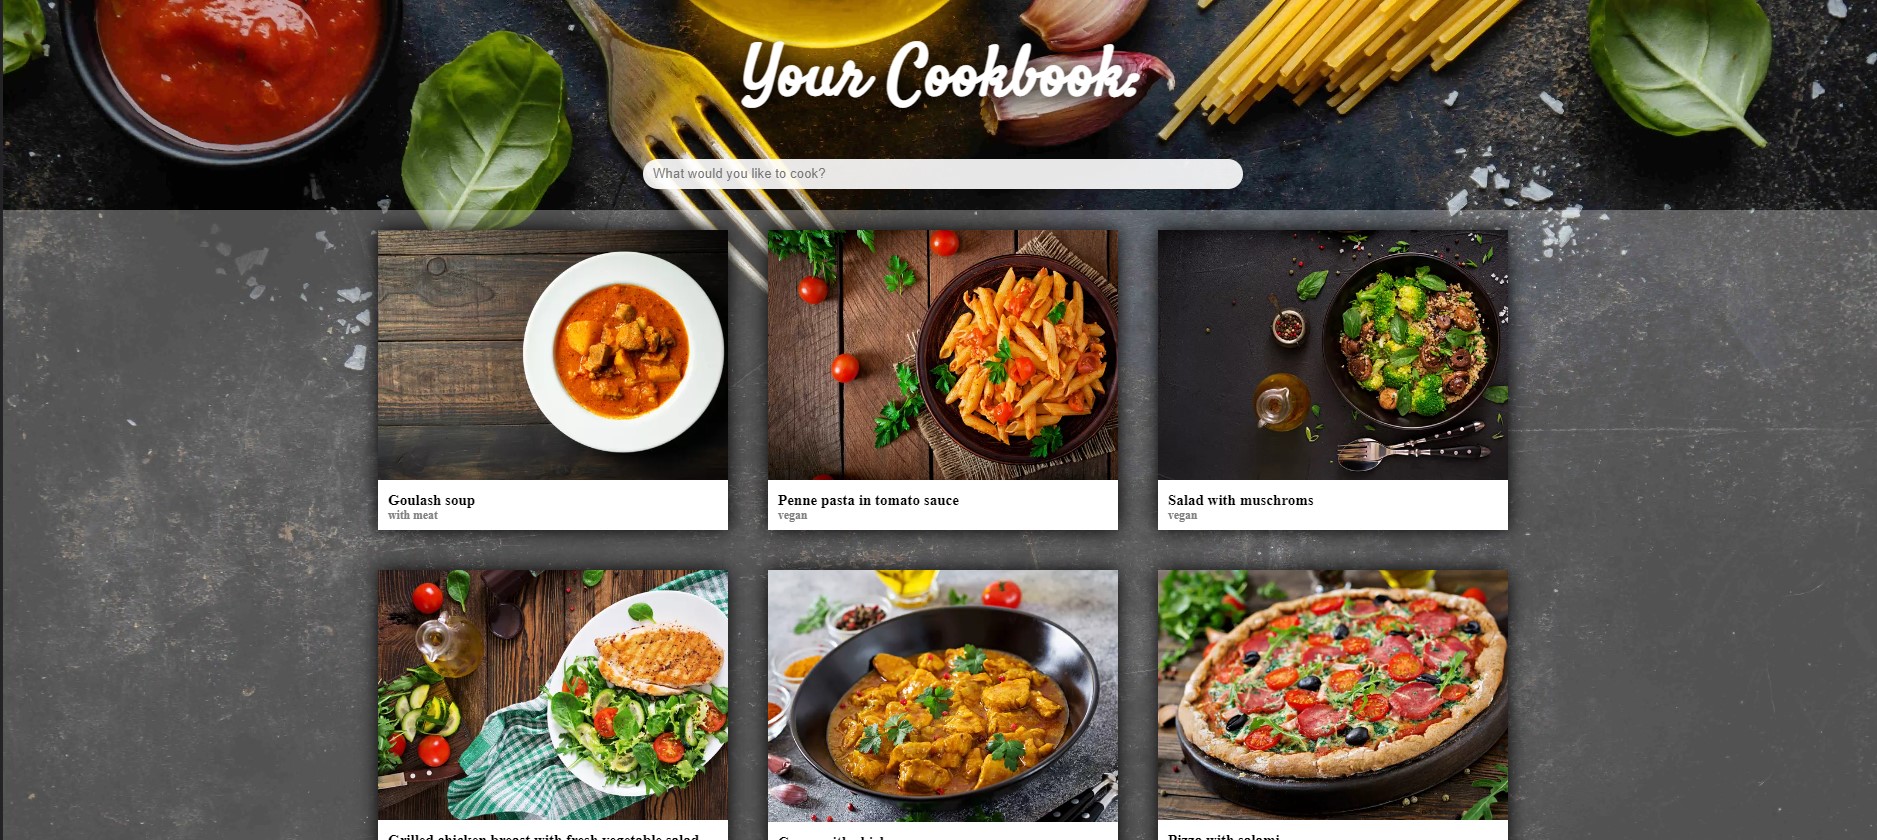 Your Cookbook:
What would you like to cook?
Goulash soup
with meat
Penne pasta in tomato sauce
vegan
Salad with muschroms
vegan
Grilled chicken breast with fresh vegetable salad
Pizza with salami